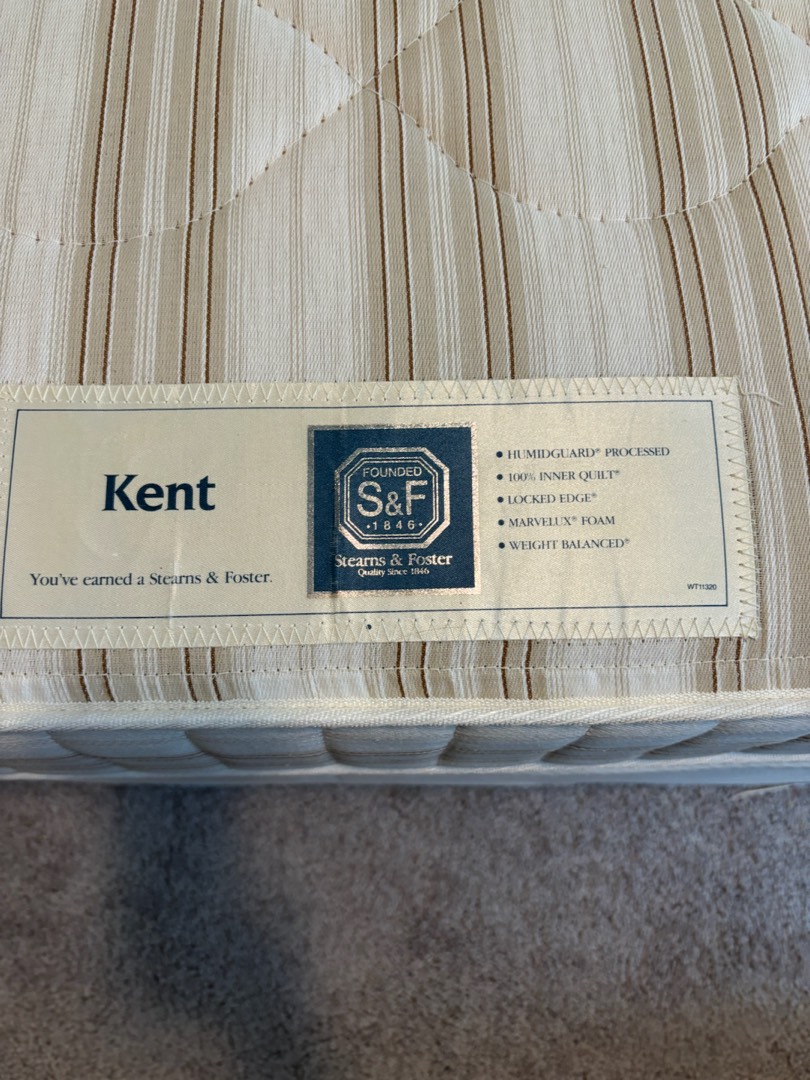 Kent
You've earned a Stearns & Foster.
FOUNDED
S&F
·1846·
Stearns & Foster
Quality Since 1846
• HUMIDGUARD® PROCESSED
• 100% INNER QUILT®
• LOCKED EDGE®
• MARVELUX® FOAM
• WEIGHT BALANCED®
WT11320